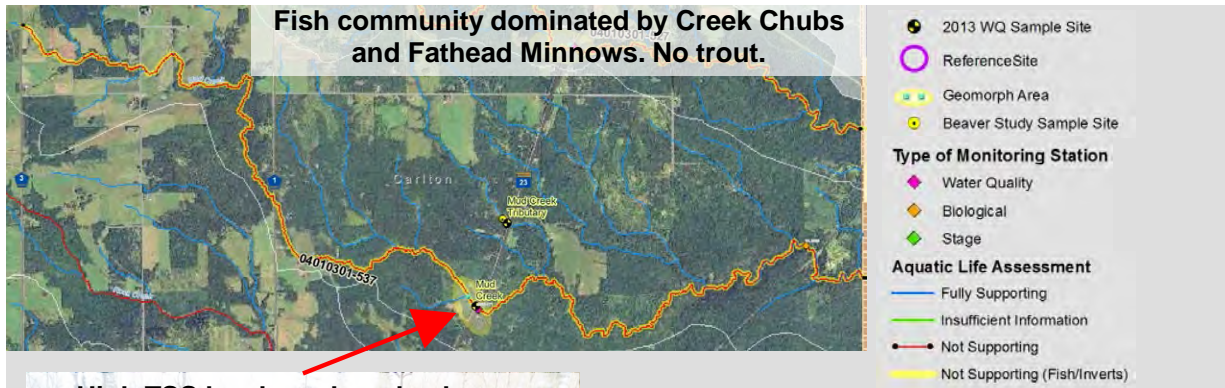 Fish community dominated by Creek Chubs
and Fathead Minnows. No trout.
3
1
Carlton
23
Mud Creek
Tributary
04010301-537
Mud
Creek
2013 WQ Sample Site
ReferenceSite
Geomorph Area
Beaver Study Sample Site
Type of Monitoring Station
Water Quality
Biological
Stage
Aquatic Life Assessment
Fully Supporting
Insufficient Information
Not Supporting
Not Supporting (Fish/Inverts)